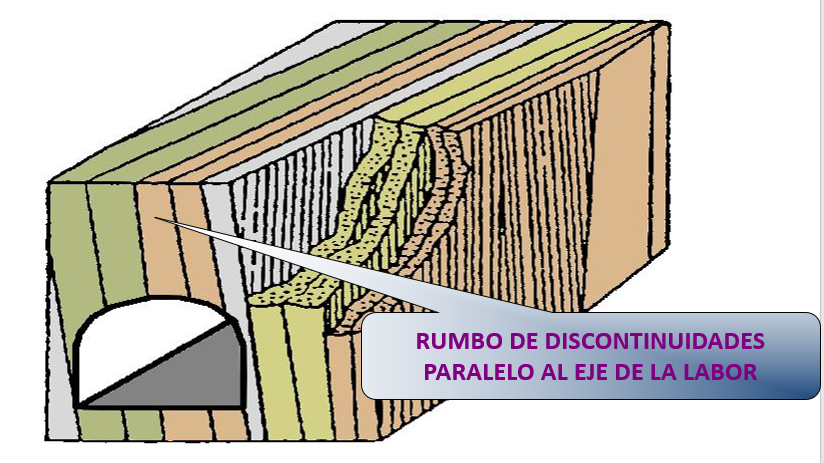 RUMBO DE DISCONTINUIDADES
PARALELO AL EJE DE LA LABOR